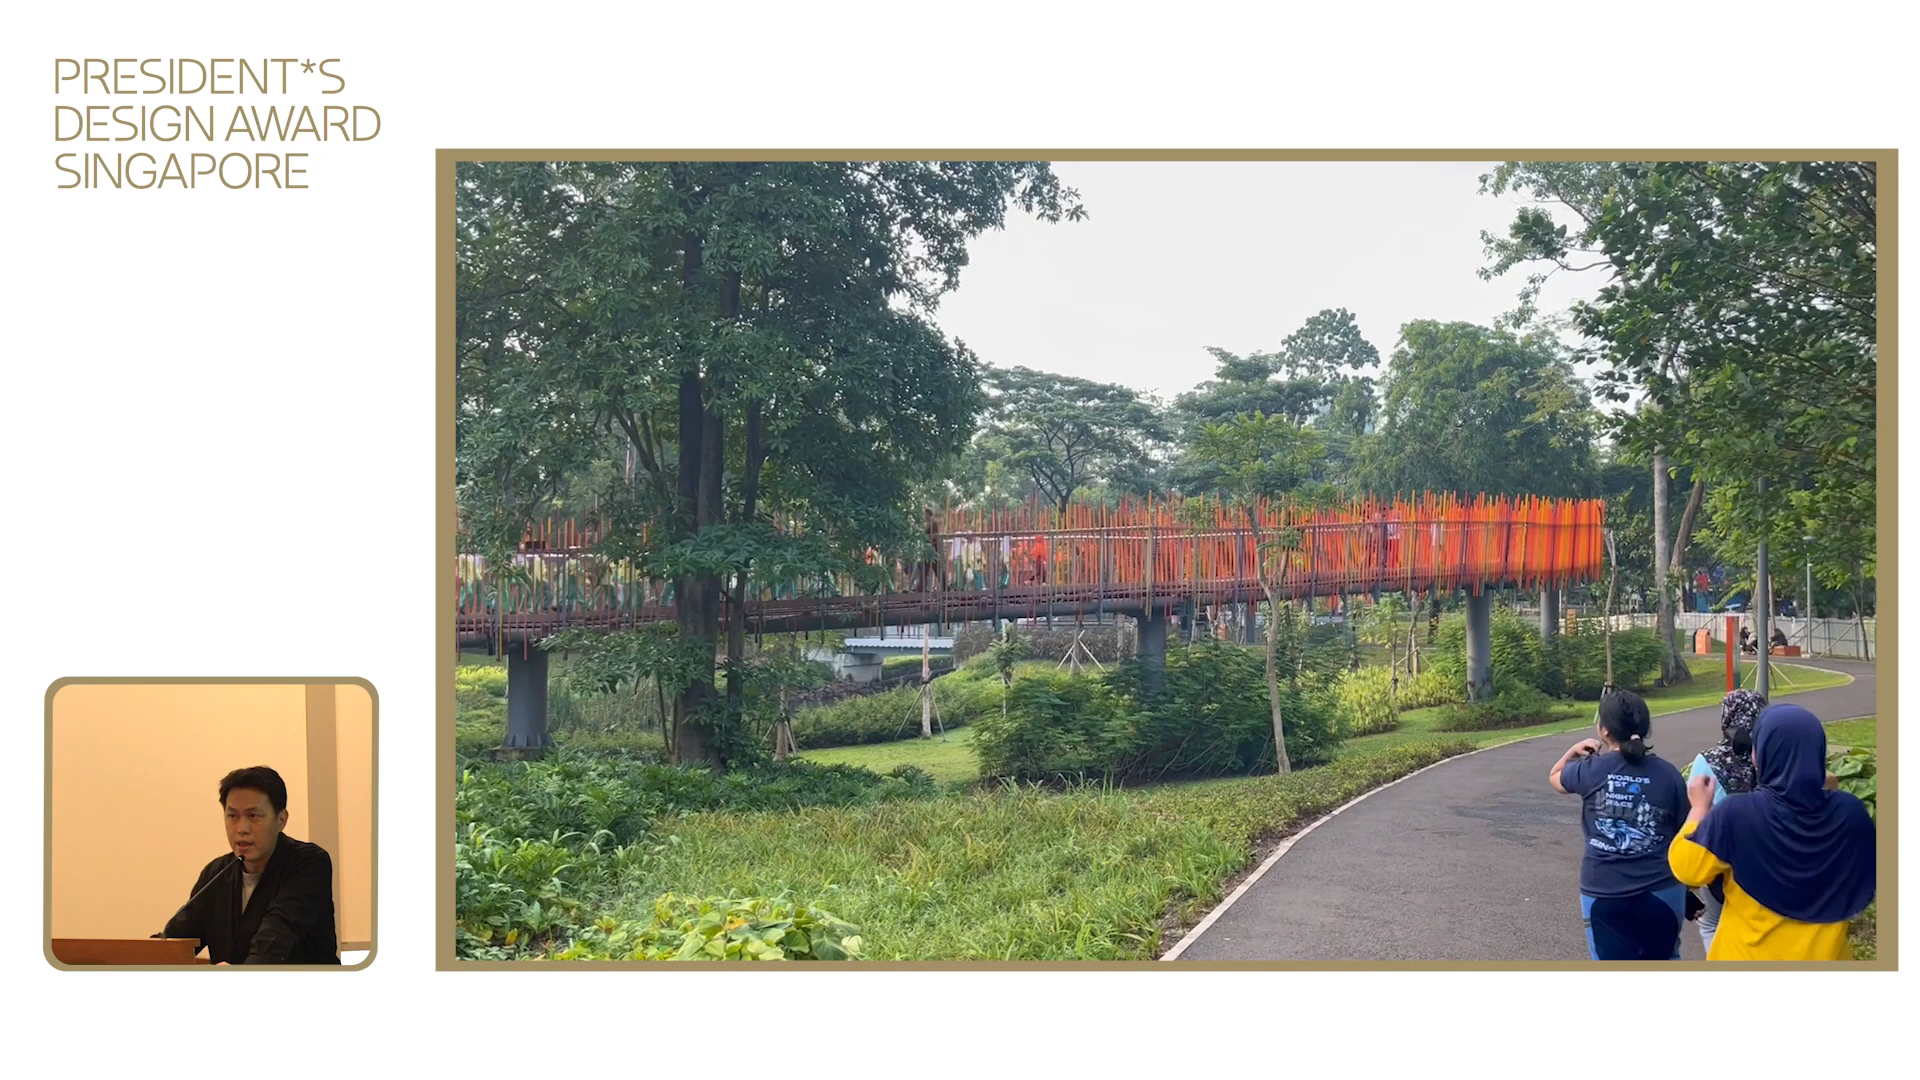 PRESIDENT*S
DESIGN AWARD
SINGAPORE
WORLD'S
1ST
NIGHT
RACE